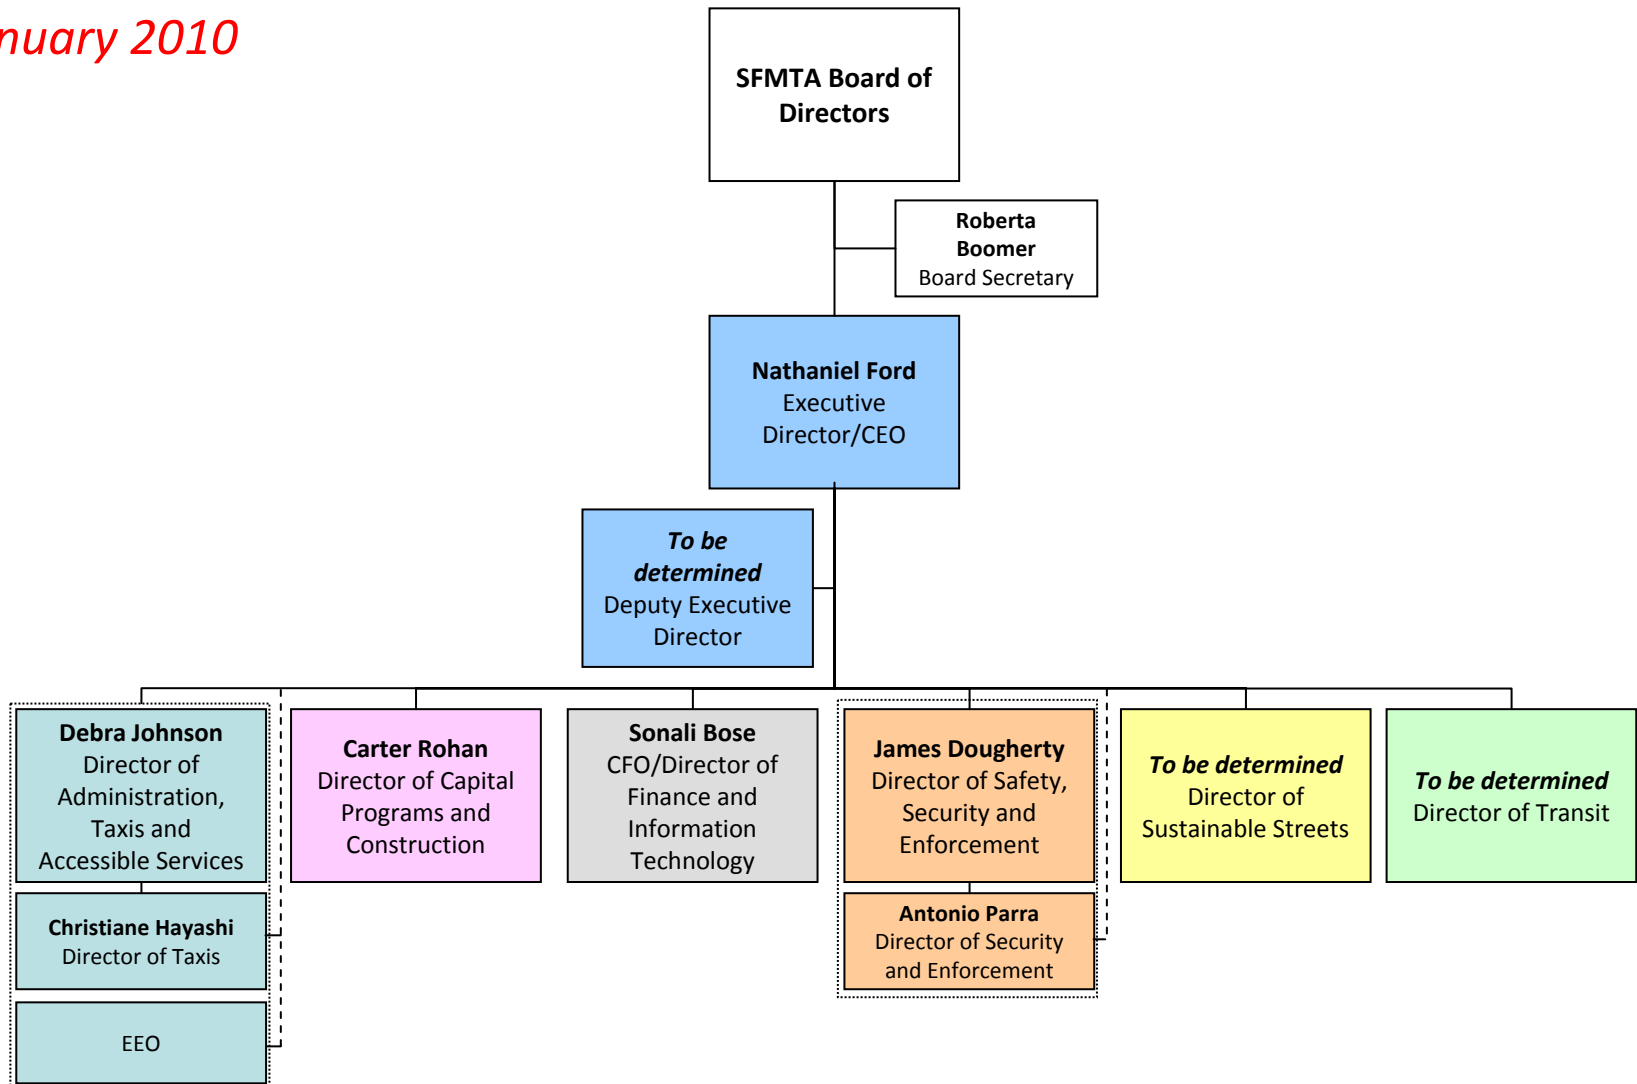 nuary 2010
SFMTA Board of
Directors
Roberta
Boomer
Board Secretary
Nathaniel Ford
Executive
Director/CEO
To be
determined
Deputy Executive
Director
Debra Johnson
Director of
Administration,
Taxis and
Accessible Services
Carter Rohan
Director of Capital
Programs and
Construction
Sonali Bose
CFO/Director of
Finance and
Information
Technology
James Dougherty
Director of Safety,
Security and
Enforcement
To be determined
Director of
Sustainable Streets
To be determined
Director of Transit
Christiane Hayashi
Director of Taxis
Antonio Parra
Director of Security
and Enforcement
EEO